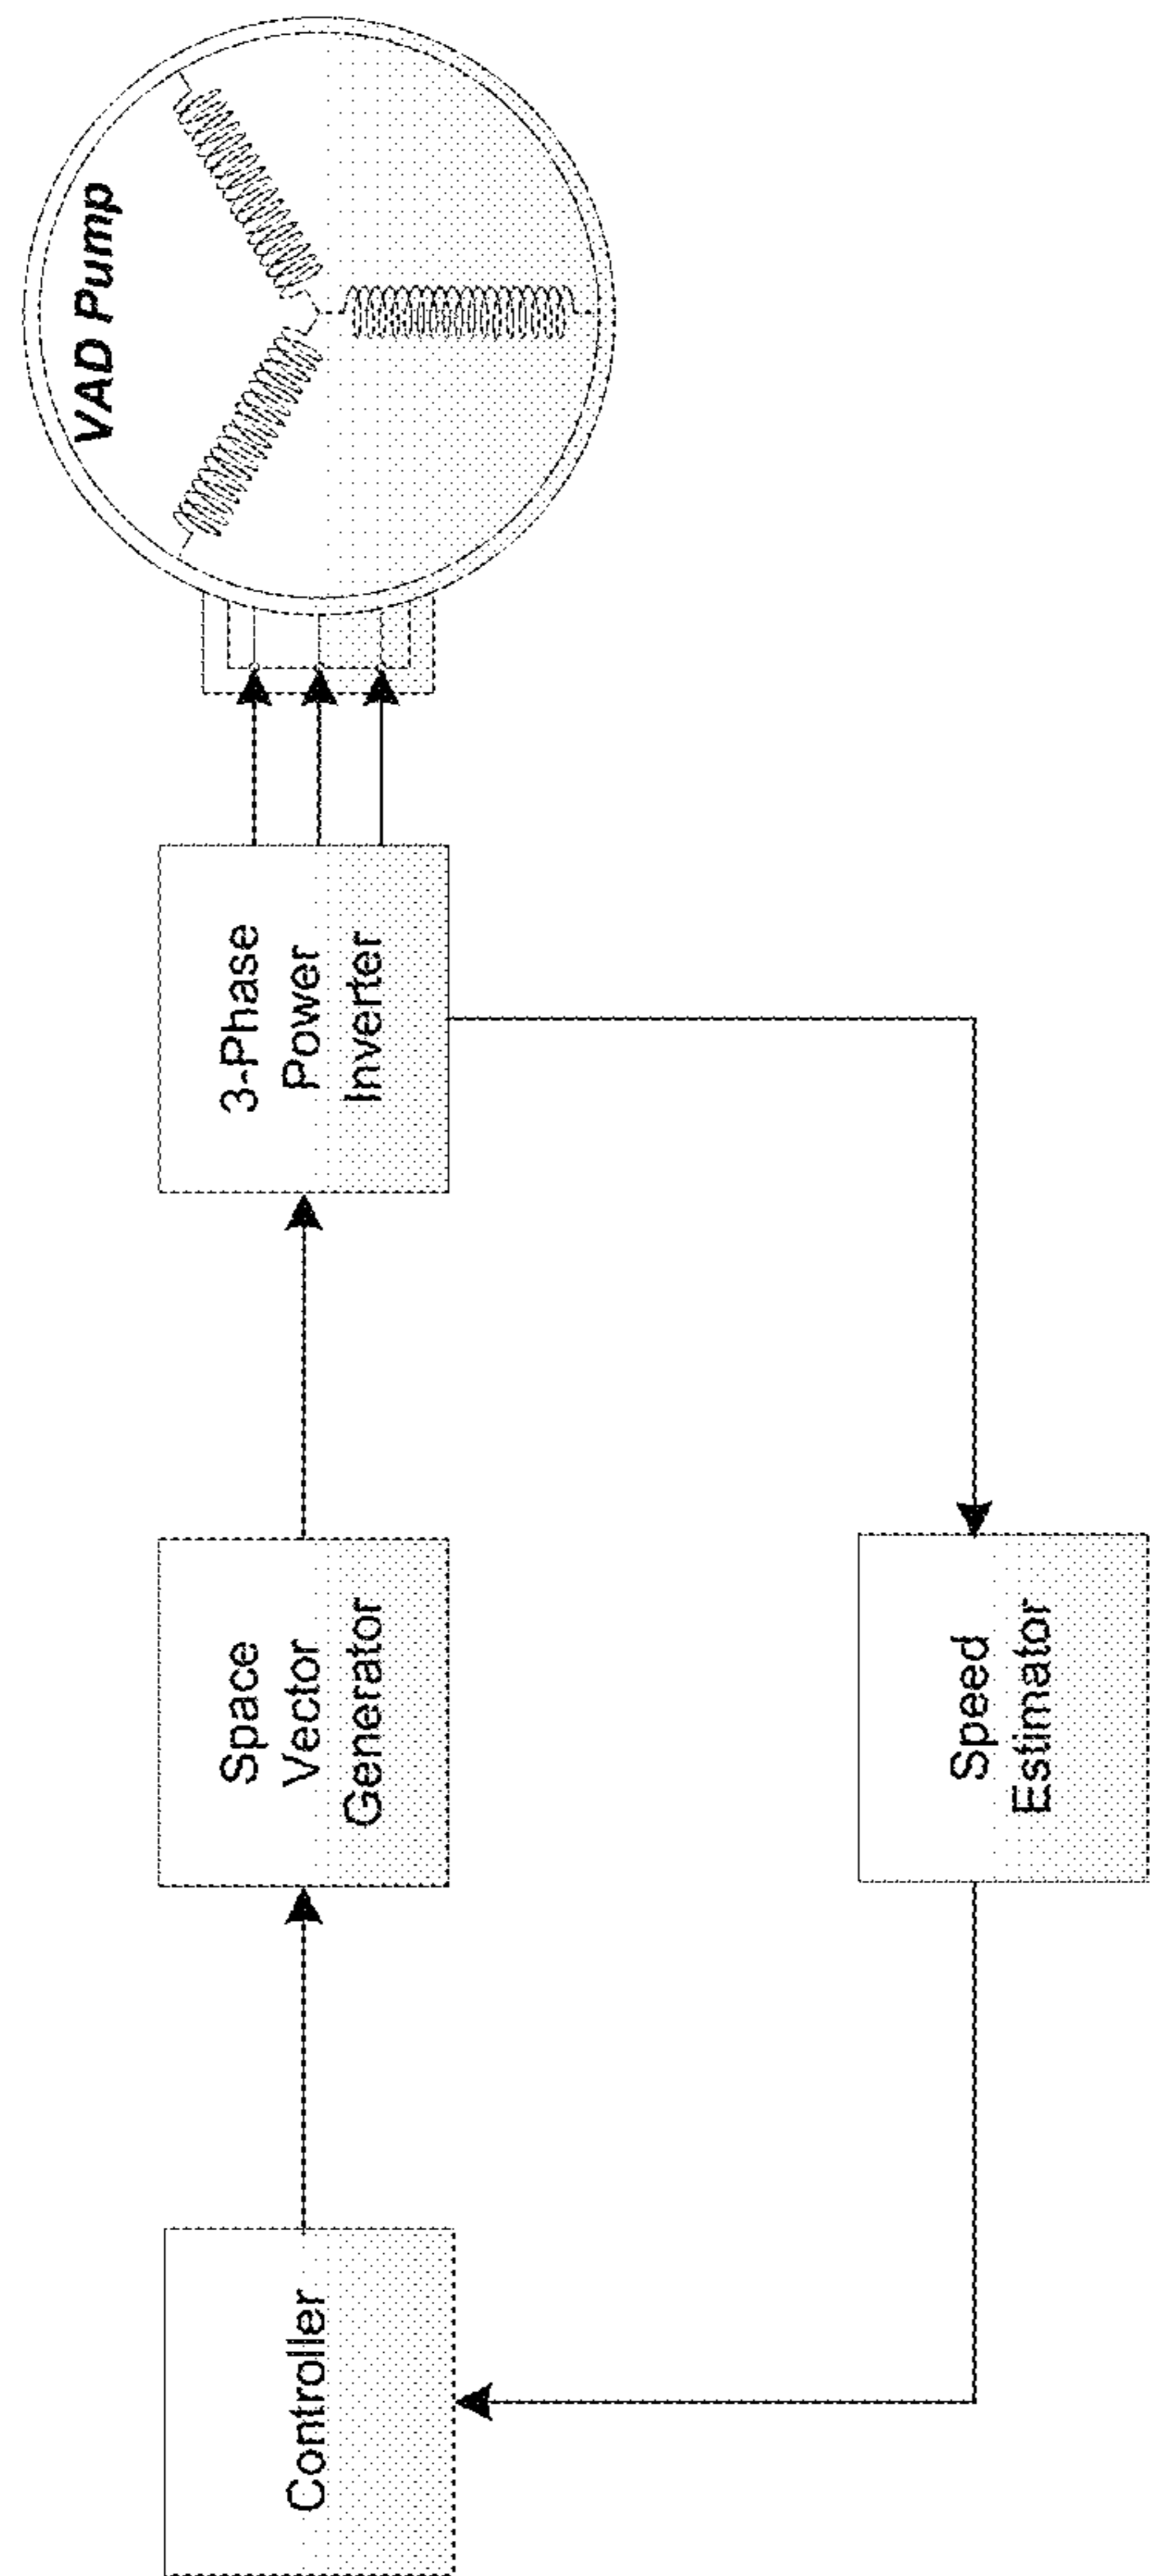 Controller
Space
Vector
Generator
3-Phase
Power
Inverter
VAD Pump
Speed
Estimator